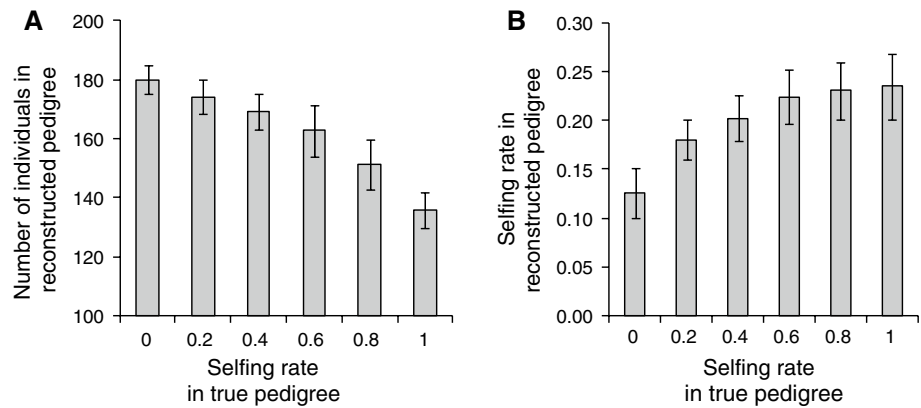 A
Number of individuals in
reconstructed pedigree
200
180
160
140
120
100
0 0.2 0.4 0.6 0.8 1
Selfing rate
in true pedigree
B
Selfing rate in
reconstructed pedigree
0.30
0.25
0.20
0.15
0.10
0.05
0.00
0 0.2 0.4 0.6 0.8 1
Selfing rate
in true pedigree